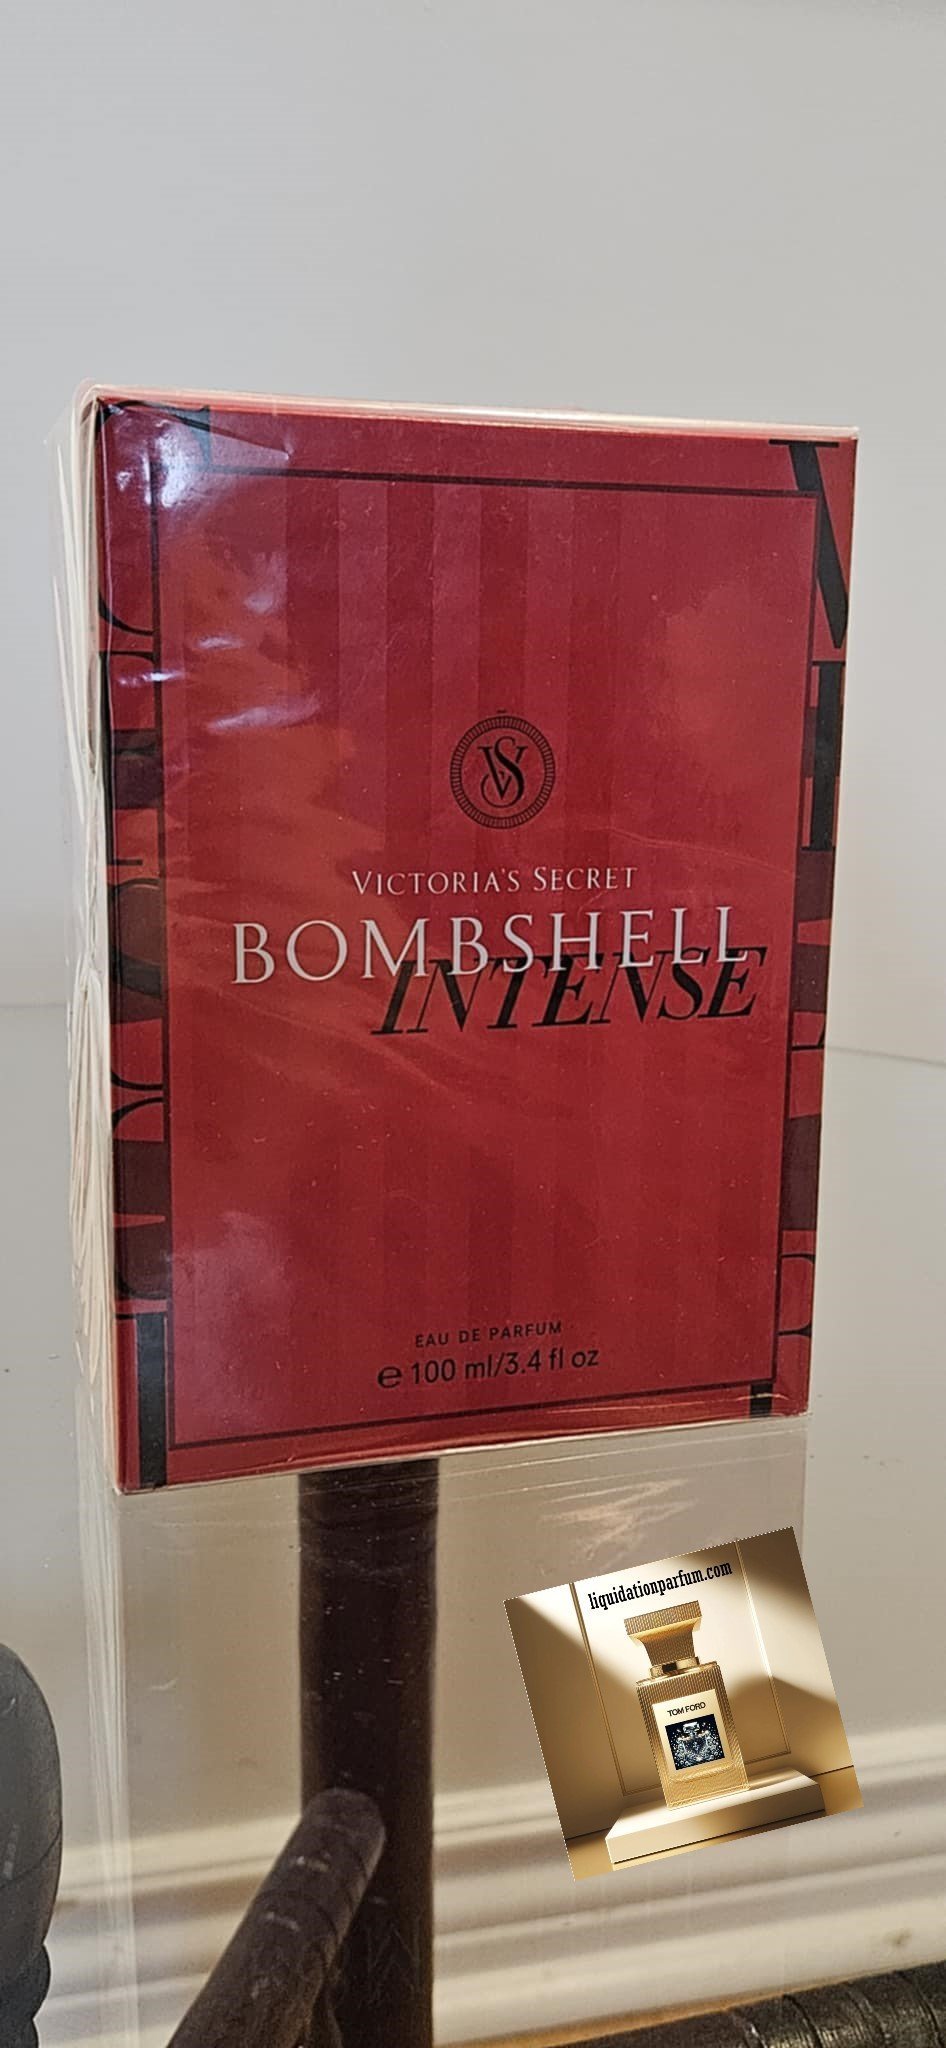 VS
VICTORIA'S SECRET
BOMBSHELL
INTENSE
EAU DE PARFUM
e 100 ml/3.4 fl oz
liquidationparfum.com
TOM FORD